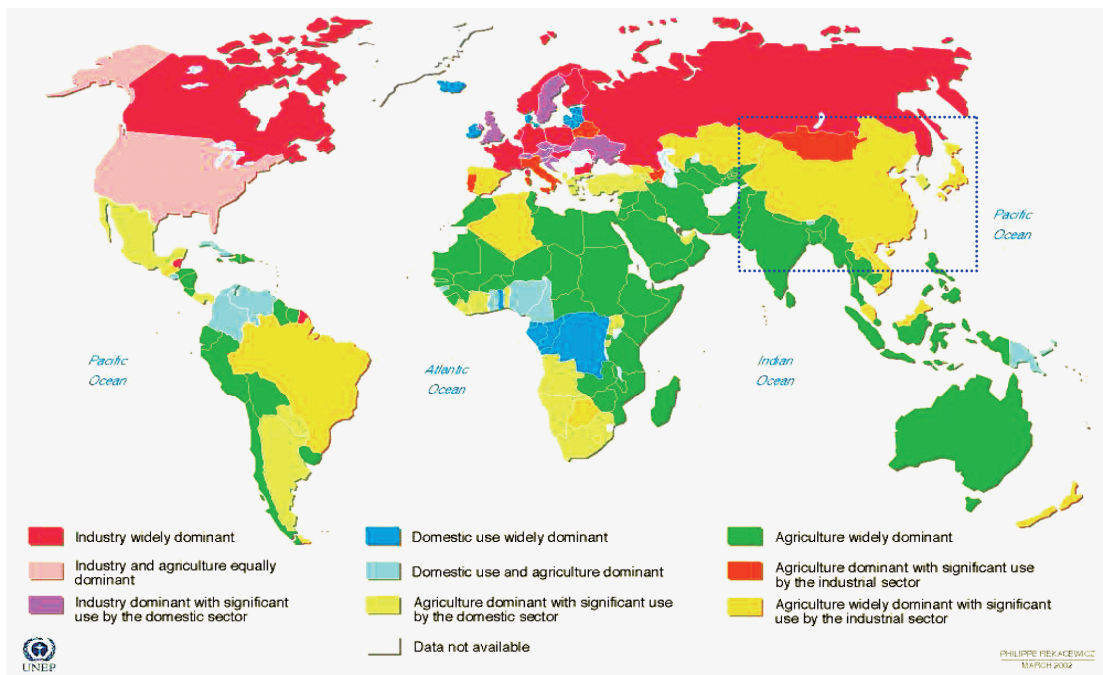 Pacific
Ocean
Pacific
Ocean
Atlantic
Ocean
Indian
Ocean
Industry widely dominant
Industry and agriculture equally
dominant
Industry dominant with significant
use by the domestic sector
Domestic use widely dominant
Domestic use and agriculture dominant
Agriculture dominant with significant use
by the domestic sector
Data not available
Agriculture widely dominant
Agriculture dominant with significant use
by the industrial sector
Agriculture widely dominant with significant
use by the industrial sector
UNEP
PHILIPPE REKACEWICZ
MARCH 2002